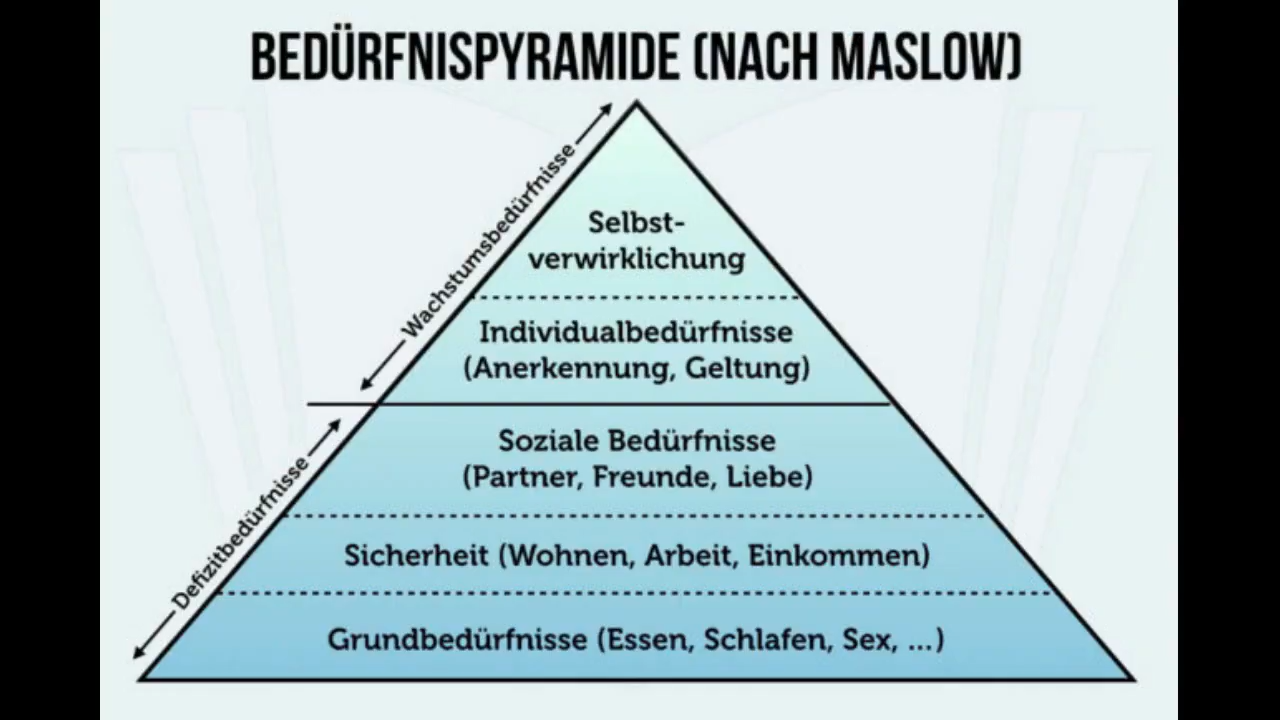 BEDÜRFNISPYRAMIDE (NACH MASLOW)
Wachstumsbedürfnisse
Selbst-
verwirklichung
Individualbedürfnisse
(Anerkennung, Geltung)
Defizitbedürfnisse
Soziale Bedürfnisse
(Partner, Freunde, Liebe)
Sicherheit (Wohnen, Arbeit, Einkommen)
Grundbedürfnisse (Essen, Schlafen, Sex, ...)